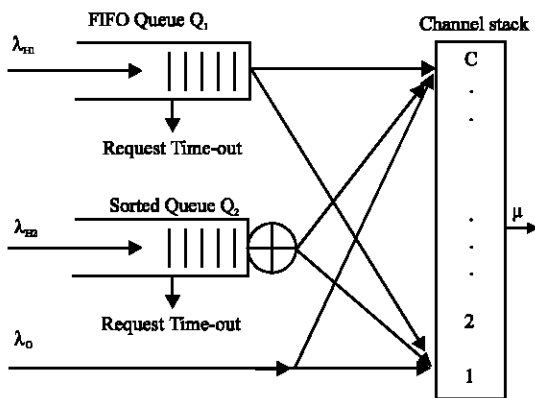 FIFO Queue Q₁
Channel stack
λ_H1
C
.
.
Request Time-out
Sorted Queue Q₂
λ_H2
.
.
.
μ
Request Time-out
2
λ_O
1